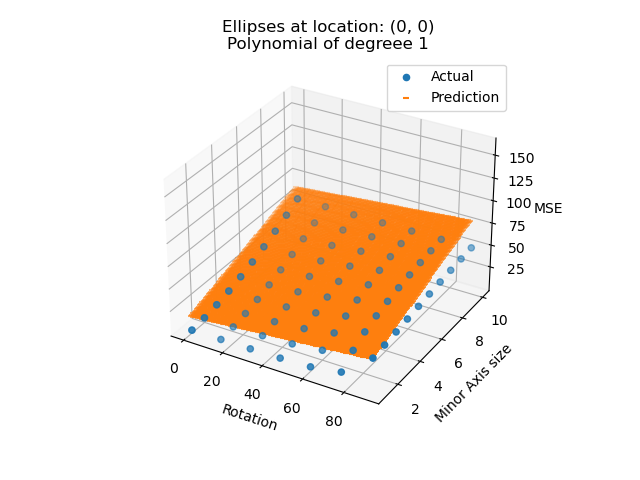 Ellipses at location: (0, 0)
Polynomial of degreee 1
Actual
Prediction
150
125
100
75
50
25
MSE
10
8
6
4
2
Minor Axis size
0
20
40
60
80
Rotation